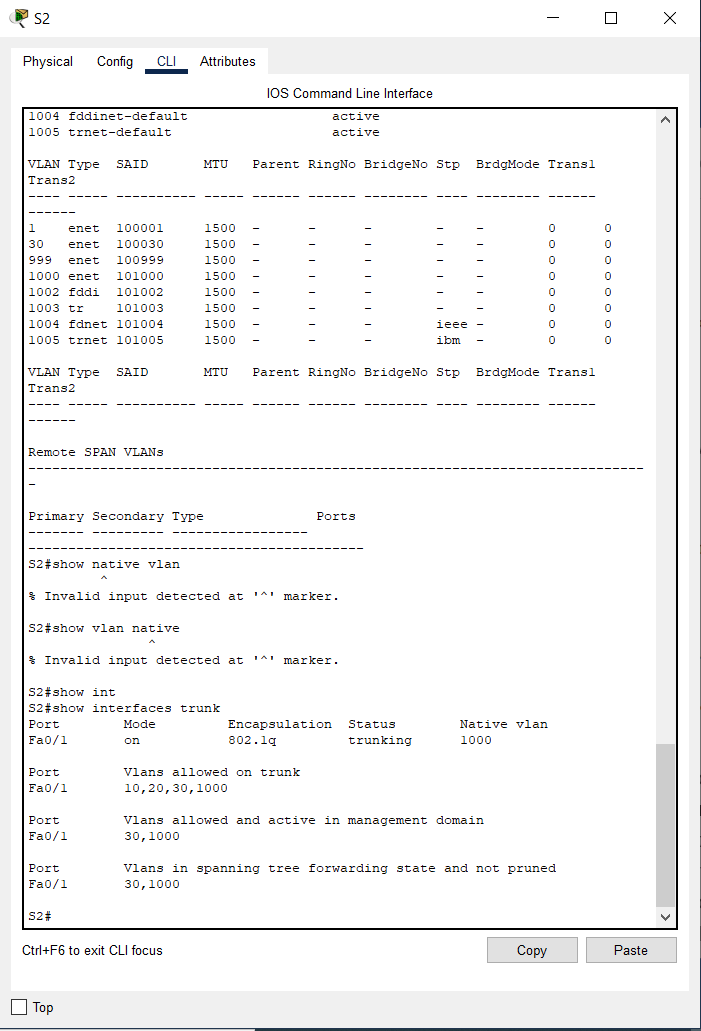 S2
Physical Config CLI Attributes
IOS Command Line Interface
1004 fddinet-default                  active
1005 trnet-default                    active
VLAN Type  SAID       MTU   Parent RingNo BridgeNo Stp  BrdgMode Trans1
Trans2
---- ----- ---------- ----- ------ ------ -------- ---- -------- ------
------
1    enet  100001     1500  -      -      -        -    -        0      0
30   enet  100030     1500  -      -      -        -    -        0      0
999  enet  100999     1500  -      -      -        -    -        0      0
1000 enet  101000     1500  -      -      -        -    -        0      0
1002 fddi  101002     1500  -      -      -        -    -        0      0
1003 tr    101003     1500  -      -      -        -    -        0      0
1004 fdnet 101004     1500  -      -      -        ieee -        0      0
1005 trnet 101005     1500  -      -      -        ibm  -        0      0
VLAN Type  SAID       MTU   Parent RingNo BridgeNo Stp  BrdgMode Trans1
Trans2
---- ----- ---------- ----- ------ ------ -------- ---- -------- ------
------
Remote SPAN VLANs
-----------------------------------------------------------------------------
-
Primary Secondary Type              Ports
------- --------- -----------------
------------------------------------------
S2#show native vlan
         ^
% Invalid input detected at '^' marker.
S2#show vlan native
               ^
% Invalid input detected at '^' marker.
S2#show int
S2#show interfaces trunk
Port        Mode         Encapsulation  Status        Native vlan
Fa0/1       on           802.1q         trunking      1000
Port        Vlans allowed on trunk
Fa0/1       10,20,30,1000
Port        Vlans allowed and active in management domain
Fa0/1       30,1000
Port        Vlans in spanning tree forwarding state and not pruned
Fa0/1       30,1000
S2#
Ctrl+F6 to exit CLI focus Copy Paste
Top